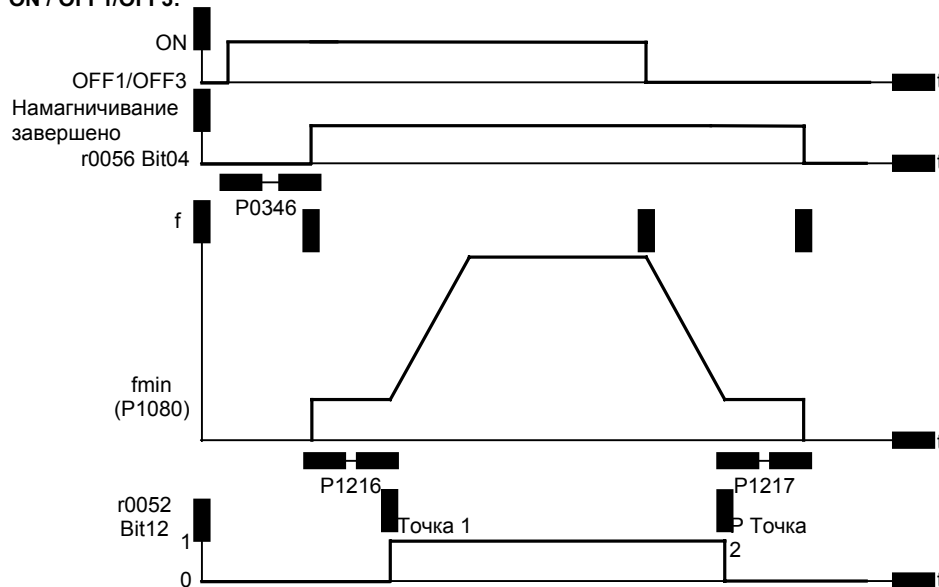 ON / OFF1/OFF3:
ON
OFF1/OFF3
t
Намагничивание
завершено
r0056 Bit04
t
P0346
f
fmin
(P1080)
t
P1216
P1217
r0052
Bit12
Точка 1
P Точка
2
1
0
t